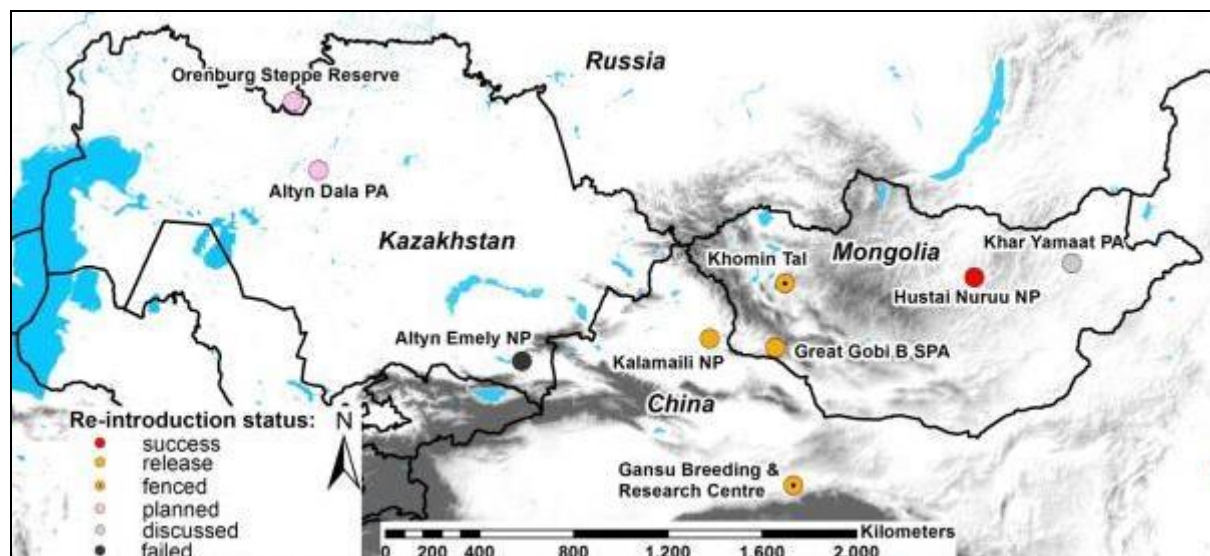 Orenburg Steppe Reserve
Russia
Altyn Dala PA
Kazakhstan
Khomin Tal
Mongolia
Khar Yamaat PA
Hustai Nuruu NP
Altyn Emely NP
Kalamaili NP
Great Gobi B SPA
China
Gansu Breeding &
Research Centre
Re-introduction status:
N
success
release
fenced
planned
discussed
failed
Kilometers
0 200 400 800 1,200 1,600 2,000